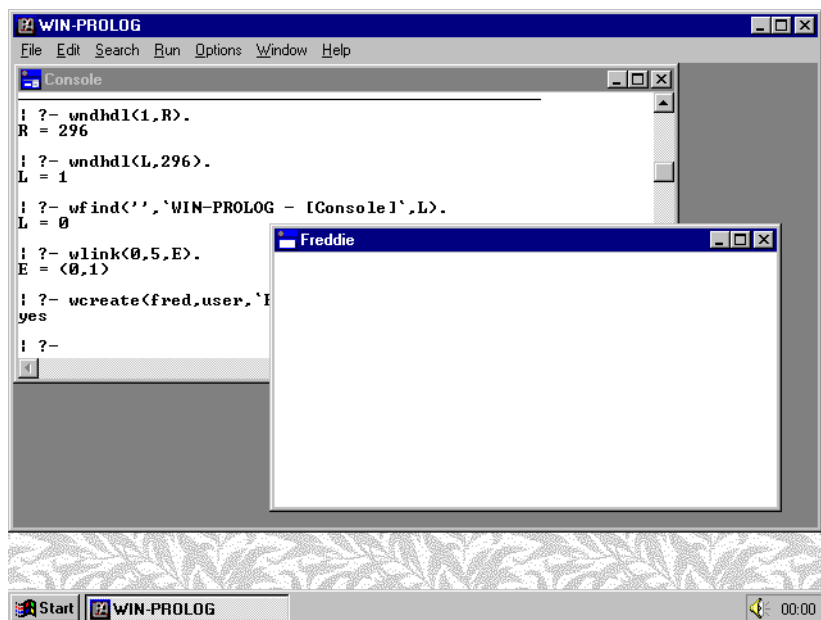 WIN-PROLOG
File Edit Search Run Options Window Help
Console
| ?- wndhdl(1,R).
R = 296
| ?- wndhdl(L,296).
L = 1
| ?- wfind('',`WIN-PROLOG - [Console]`,L).
L = 0
| ?- wlink(0,5,E).
E = (0,1)
| ?- wcreate(fred,user,`
yes
| ?-
Freddie
Start WIN-PROLOG 00:00